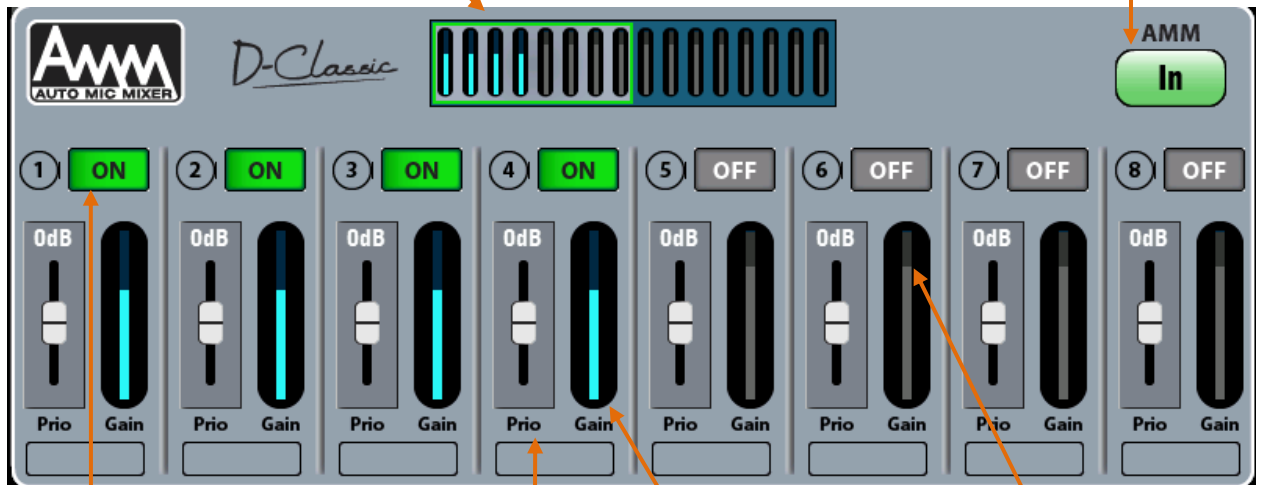 AMM
AUTO MIC MIXER
D-Classic
AMM
In
1 ON 2 ON 3 ON 4 ON 5 OFF 6 OFF 7 OFF 8 OFF
0dB 0dB 0dB 0dB 0dB 0dB 0dB 0dB
Prio Gain Prio Gain Prio Gain Prio Gain Prio Gain Prio Gain Prio Gain Prio Gain